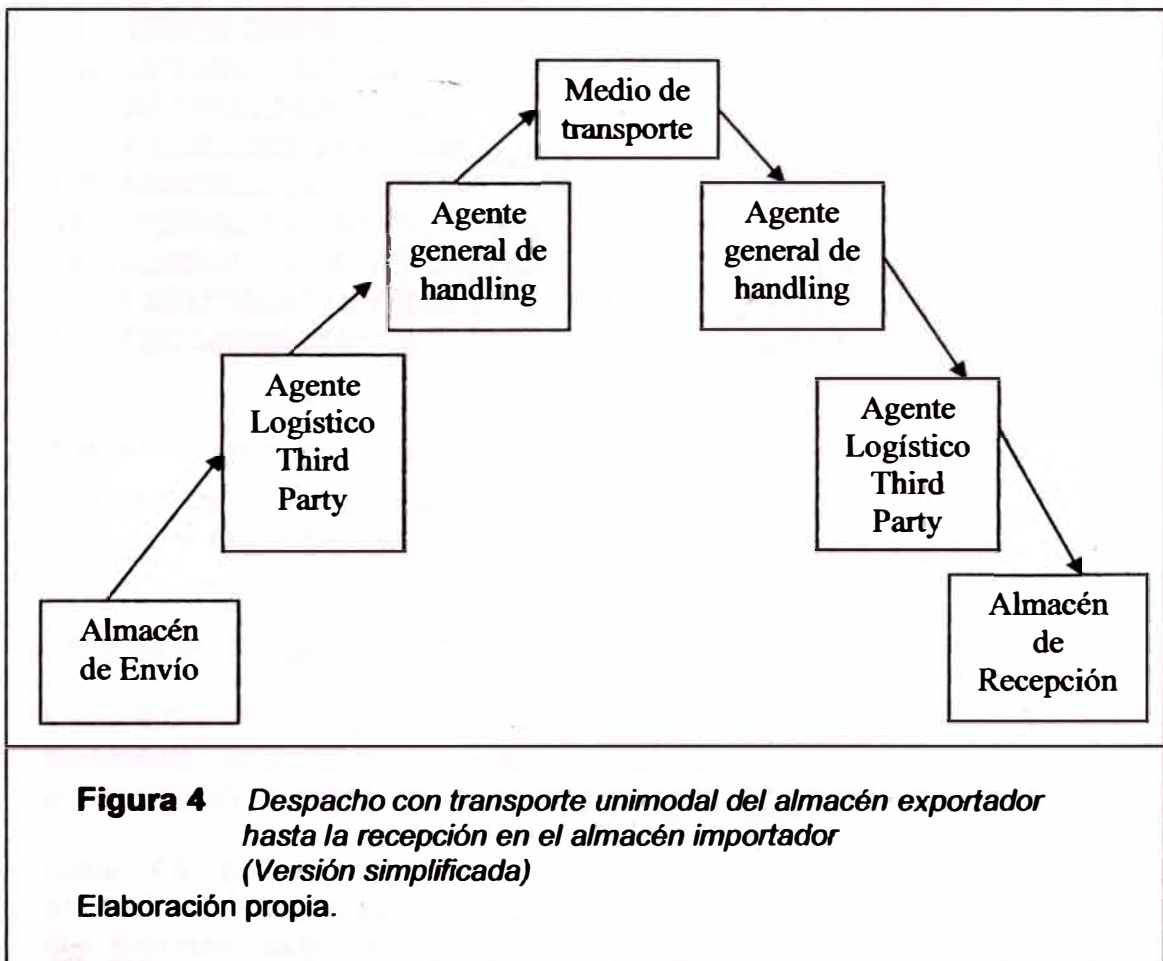 Medio de
transporte
Agente
general de
handling
Agente
general de
handling
Agente
Logístico
Third
Party
Agente
Logístico
Third
Party
Almacén
de Envío
Almacén
de
Recepción
Figura 4 Despacho con transporte unimodal del almacén exportador
hasta la recepción en el almacén importador
(Versión simplificada)
Elaboración propia.